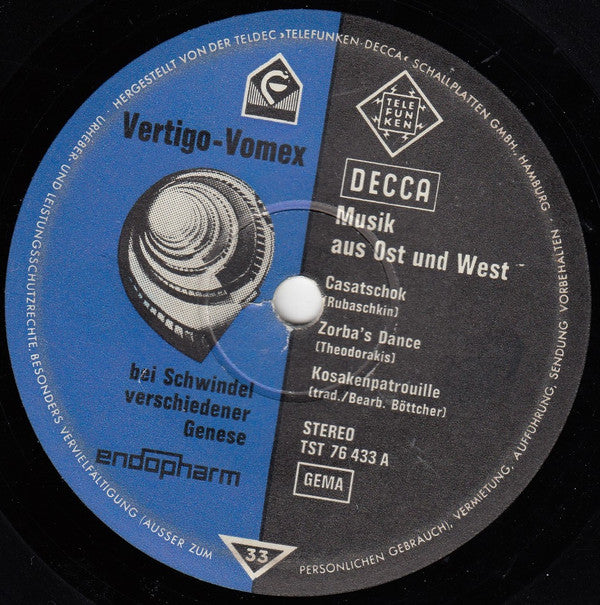 URHEBER- UND LEISTUNGSSCHUTZRECHTE BESONDERS VERVIELFÄLTIGUNG (AUSSER ZUM PERSÖNLICHEN GEBRAUCH), VERMIETUNG, AUFFÜHRUNG, SENDUNG VORBEHALTEN · HERGESTELLT VON DER TELDEC ›TELEFUNKEN-DECCA‹ SCHALLPLATTEN GMBH., HAMBURG ·
Vertigo-Vomex
bei Schwindel
verschiedener
Genese
endopharm
TELE
FUN
KEN
DECCA
Musik
aus Ost und West
Casatschok
(Rubaschkin)
Zorba's Dance
(Theodorakis)
Kosakenpatrouille
(trad./Bearb. Böttcher)
STEREO
TST 76 433 A
GEMA
33